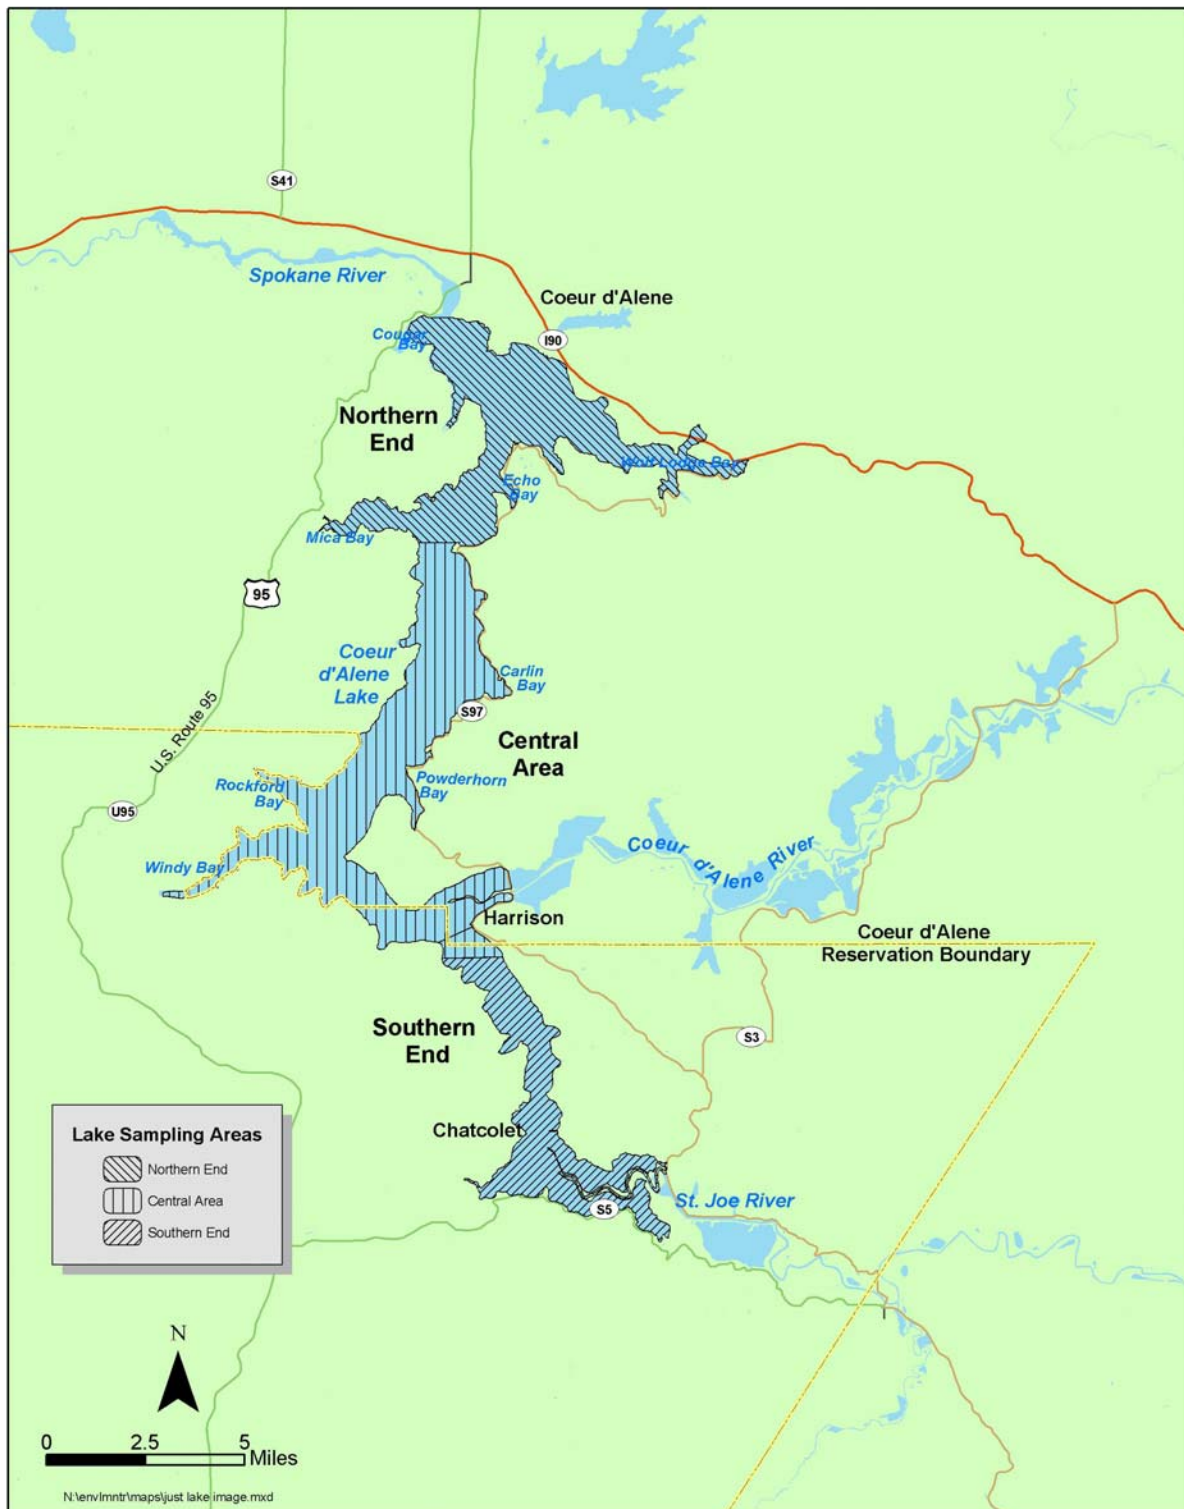 S41
Spokane River
Coeur d'Alene
Cougar
Bay
I90
Northern
End
Wolf Lodge Bay
Echo
Bay
Mica Bay
95
Coeur
d'Alene
Lake
Carlin
Bay
U.S. Route 95
S97
Central
Area
Rockford
Bay
Powderhorn
Bay
U95
Coeur d'Alene River
Windy Bay
Harrison
Coeur d'Alene
Reservation Boundary
Southern
End
S3
Lake Sampling Areas
Northern End
Central Area
Southern End
Chatcolet
St. Joe River
S5
N
0 2.5 5
Miles
N:\envlmntr\maps\just lake image.mxd